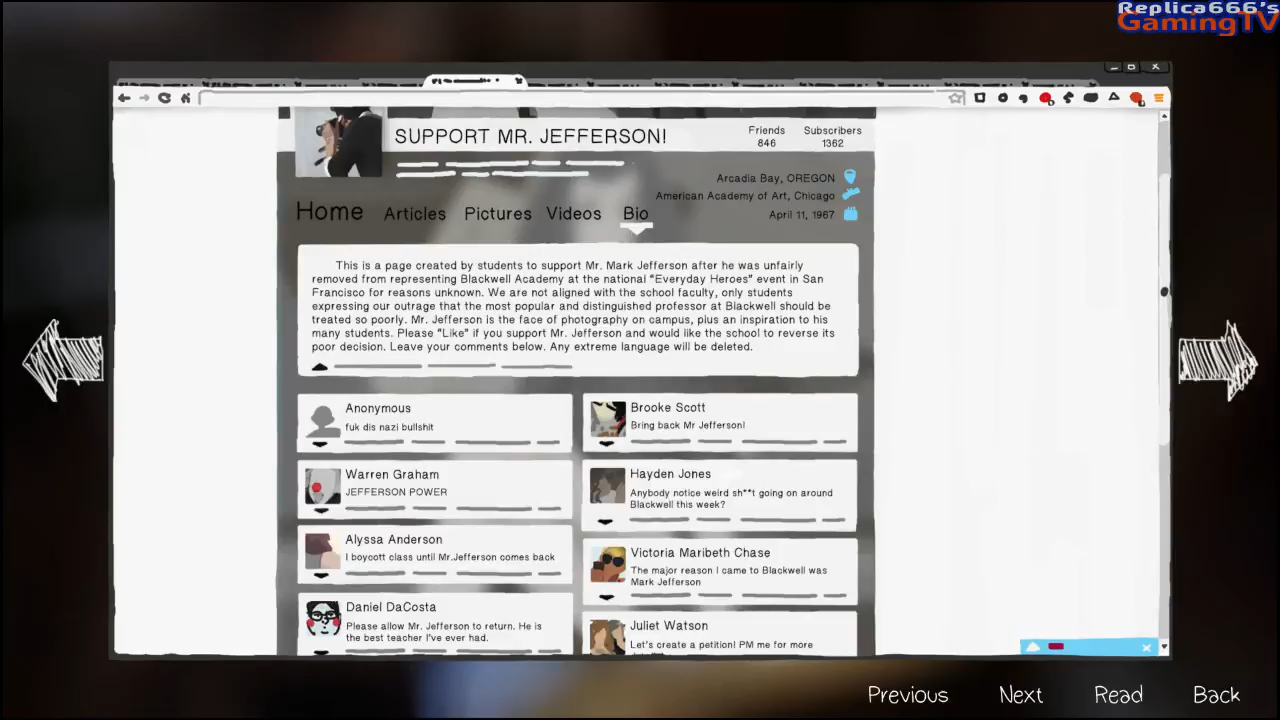 Replica666's
GamingTV
SUPPORT MR. JEFFERSON!
Friends
846
Subscribers
1362
Arcadia Bay, OREGON
American Academy of Art, Chicago
April 11, 1967
Home Articles Pictures Videos Bio
This is a page created by students to support Mr. Mark Jefferson after he was unfairly
removed from representing Blackwell Academy at the national "Everyday Heroes" event in San
Francisco for reasons unknown. We are not aligned with the school faculty, only students
expressing our outrage that the most popular and distinguished professor at Blackwell should be
treated so poorly. Mr. Jefferson is the face of photography on campus, plus an inspiration to his
many students. Please "Like" if you support Mr. Jefferson and would like the school to reverse its
poor decision. Leave your comments below. Any extreme language will be deleted.
Anonymous
fuk dis nazi bullshit
Warren Graham
JEFFERSON POWER
Alyssa Anderson
I boycott class until Mr.Jefferson comes back
Daniel DaCosta
Please allow Mr. Jefferson to return. He is
the best teacher I've ever had.
Brooke Scott
Bring back Mr Jefferson!
Hayden Jones
Anybody notice weird sh**t going on around
Blackwell this week?
Victoria Maribeth Chase
The major reason I came to Blackwell was
Mark Jefferson
Juliet Watson
Let's create a petition! PM me for more
Previous Next Read Back